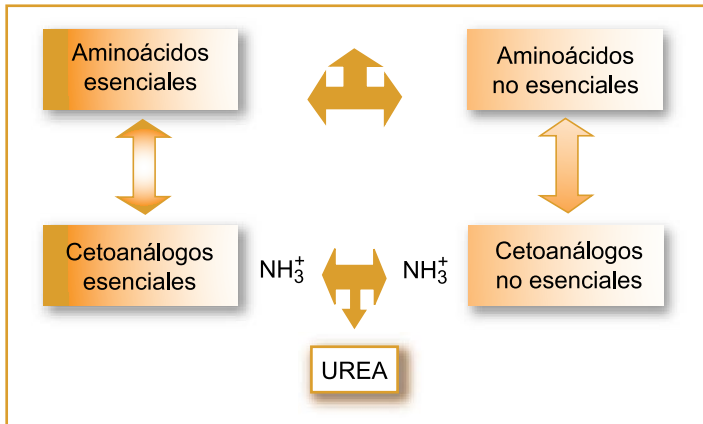 Aminoácidos
esenciales
Aminoácidos
no esenciales
Cetoanálogos
esenciales
NH₃⁺
NH₃⁺
Cetoanálogos
no esenciales
UREA